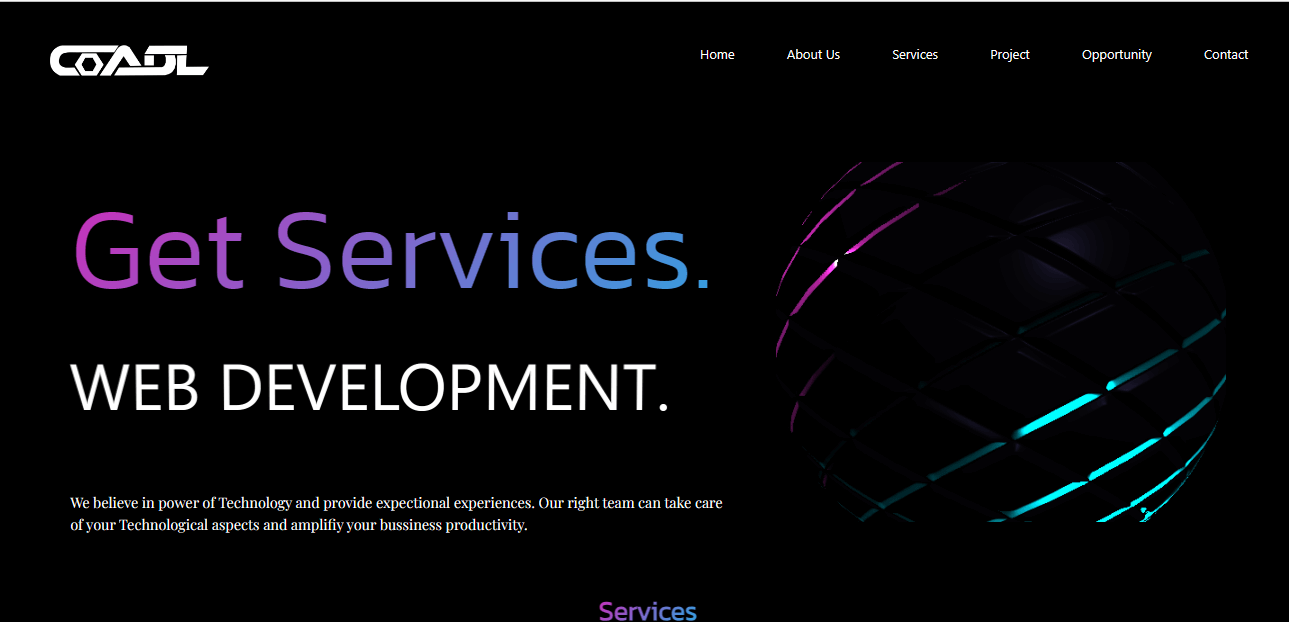 COADL
Home
About Us
Services
Project
Opportunity
Contact
Get Services.
WEB DEVELOPMENT.
We believe in power of Technology and provide expectional experiences. Our right team can take care
of your Technological aspects and amplifiy your bussiness productivity.
Services